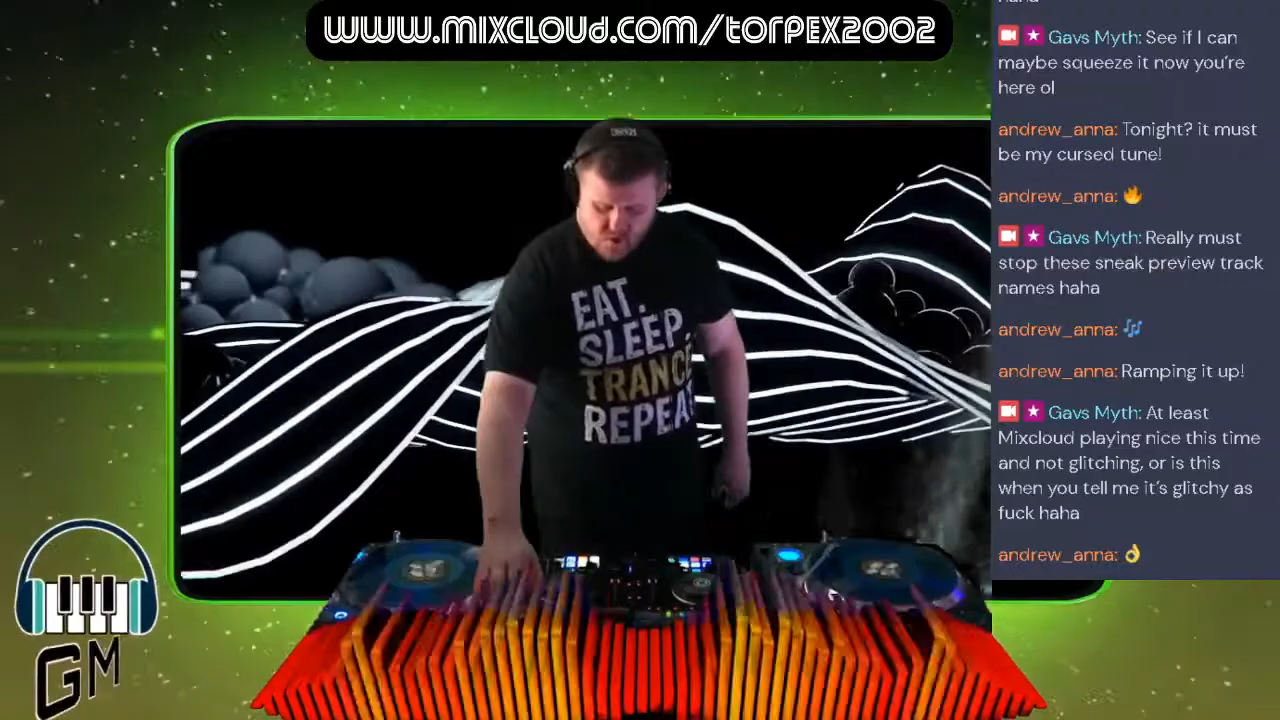 www.mixcloud.com/torpex2002
Gavs Myth: See if I can
maybe squeeze it now you're
here ol
andrew_anna: Tonight? it must
be my cursed tune!
andrew_anna: 🔥
Gavs Myth: Really must
stop these sneak preview track
names haha
andrew_anna: 🎶
andrew_anna: Ramping it up!
Gavs Myth: At least
Mixcloud playing nice this time
and not glitching, or is this
when you tell me it's glitchy as
fuck haha
andrew_anna: 👌
EAT.
SLEEP.
TRANCE
REPEAT
GM